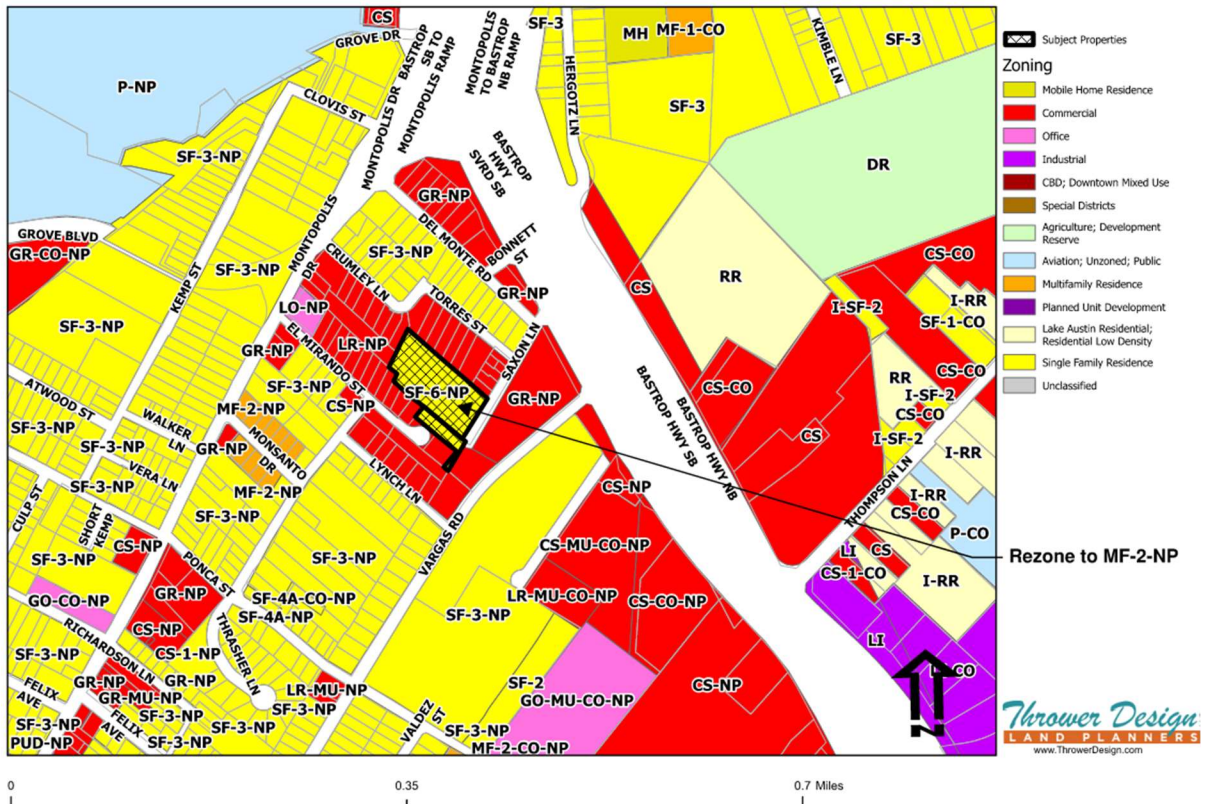 CS
SF-3
GROVE DR
BASTROP
SB TO
MONTOPOLIS RAMP
MONTOPOLIS
TO BASTROP
NB RAMP
MH
MF-1-CO
KIMBLE LN
SF-3
P-NP
CLOVIS ST
MONTOPOLIS DR
HERGOTZ LN
SF-3
SF-3-NP
BASTROP
HWY
SVRD SB
DR
GR-NP
GROVE BLVD
GR-CO-NP
KEMP ST
SF-3-NP
MONTOPOLIS
DR
CRUMLEY LN
SF-3-NP
DEL MONTE RD
BONNETT
ST
CS-CO
RR
CS
LO-NP
TORRES ST
GR-NP
I-SF-2
I-RR
SF-1-CO
SF-3-NP
EL MIRANDO ST
LR-NP
GR-NP
SAXON LN
SF-3-NP
SF-6-NP
CS-NP
GR-NP
CS-CO
CS-CO
RR
I-SF-2
CS-CO
ATWOOD ST
MF-2-NP
SF-3-NP
WALKER
LN
SF-3-NP
GR-NP
MONSANTO
DR
BASTROP HWY SB
BASTROP HWY NB
CS
I-SF-2
I-RR
VERA LN
LYNCH LN
SF-3-NP
MF-2-NP
CS-NP
THOMPSON LN
I-RR
CS-CO
CULP ST
SHORT
KEMP
SF-3-NP
VARGAS RD
P-CO
SF-3-NP
CS-NP
SF-3-NP
CS-MU-CO-NP
LI
CS
CS-1-CO
I-RR
PONCA ST
GR-NP
SF-4A-CO-NP
SF-4A-NP
LR-MU-CO-NP
CS-CO-NP
GO-CO-NP
SF-3-NP
CS-NP
CS-1-NP
THRASHER LN
LI
RICHARDSON LN
SF-3-NP
GR-NP
GR-NP
GR-MU-NP
LR-MU-NP
SF-3-NP
SF-2
GO-MU-CO-NP
CS-NP
FELIX
AVE
SF-3-NP
FELIX
AVE
SF-3-NP
SF-3-NP
SF-3-NP
PUD-NP
VALDEZ
ST
SF-3-NP
MF-2-CO-NP
N
Subject Properties
Zoning
Mobile Home Residence
Commercial
Office
Industrial
CBD; Downtown Mixed Use
Special Districts
Agriculture; Development
Reserve
Aviation; Unzoned; Public
Multifamily Residence
Planned Unit Development
Lake Austin Residential;
Residential Low Density
Single Family Residence
Unclassified
Rezone to MF-2-NP
Thrower Design
LAND PLANNERS
www.ThrowerDesign.com
0
0.35
0.7 Miles